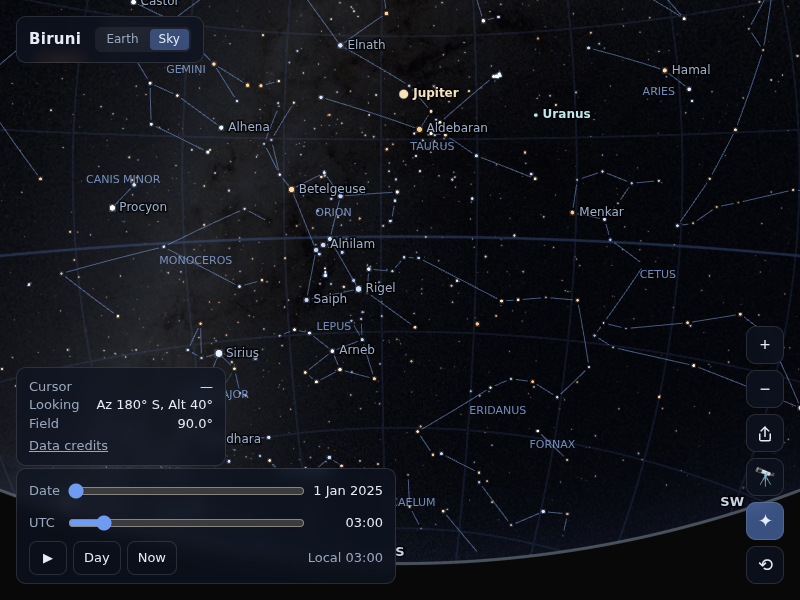 Castor
Biruni Earth Sky
Elnath
Hamal
GEMINI
Jupiter
ARIES
Uranus
Alhena
Aldebaran
TAURUS
CANIS MINOR
Betelgeuse
Procyon
ORION
Menkar
Alnilam
MONOCEROS
CETUS
Rigel
Saiph
LEPUS
Sirius
Arneb
+
Cursor —
Looking Az 180° S, Alt 40°
Field 90.0°
Data credits
AJOR
−
ERIDANUS
dhara
FORNAX
Date 1 Jan 2025
CAELUM
SW
UTC 03:00
S
Day Now Local 03:00